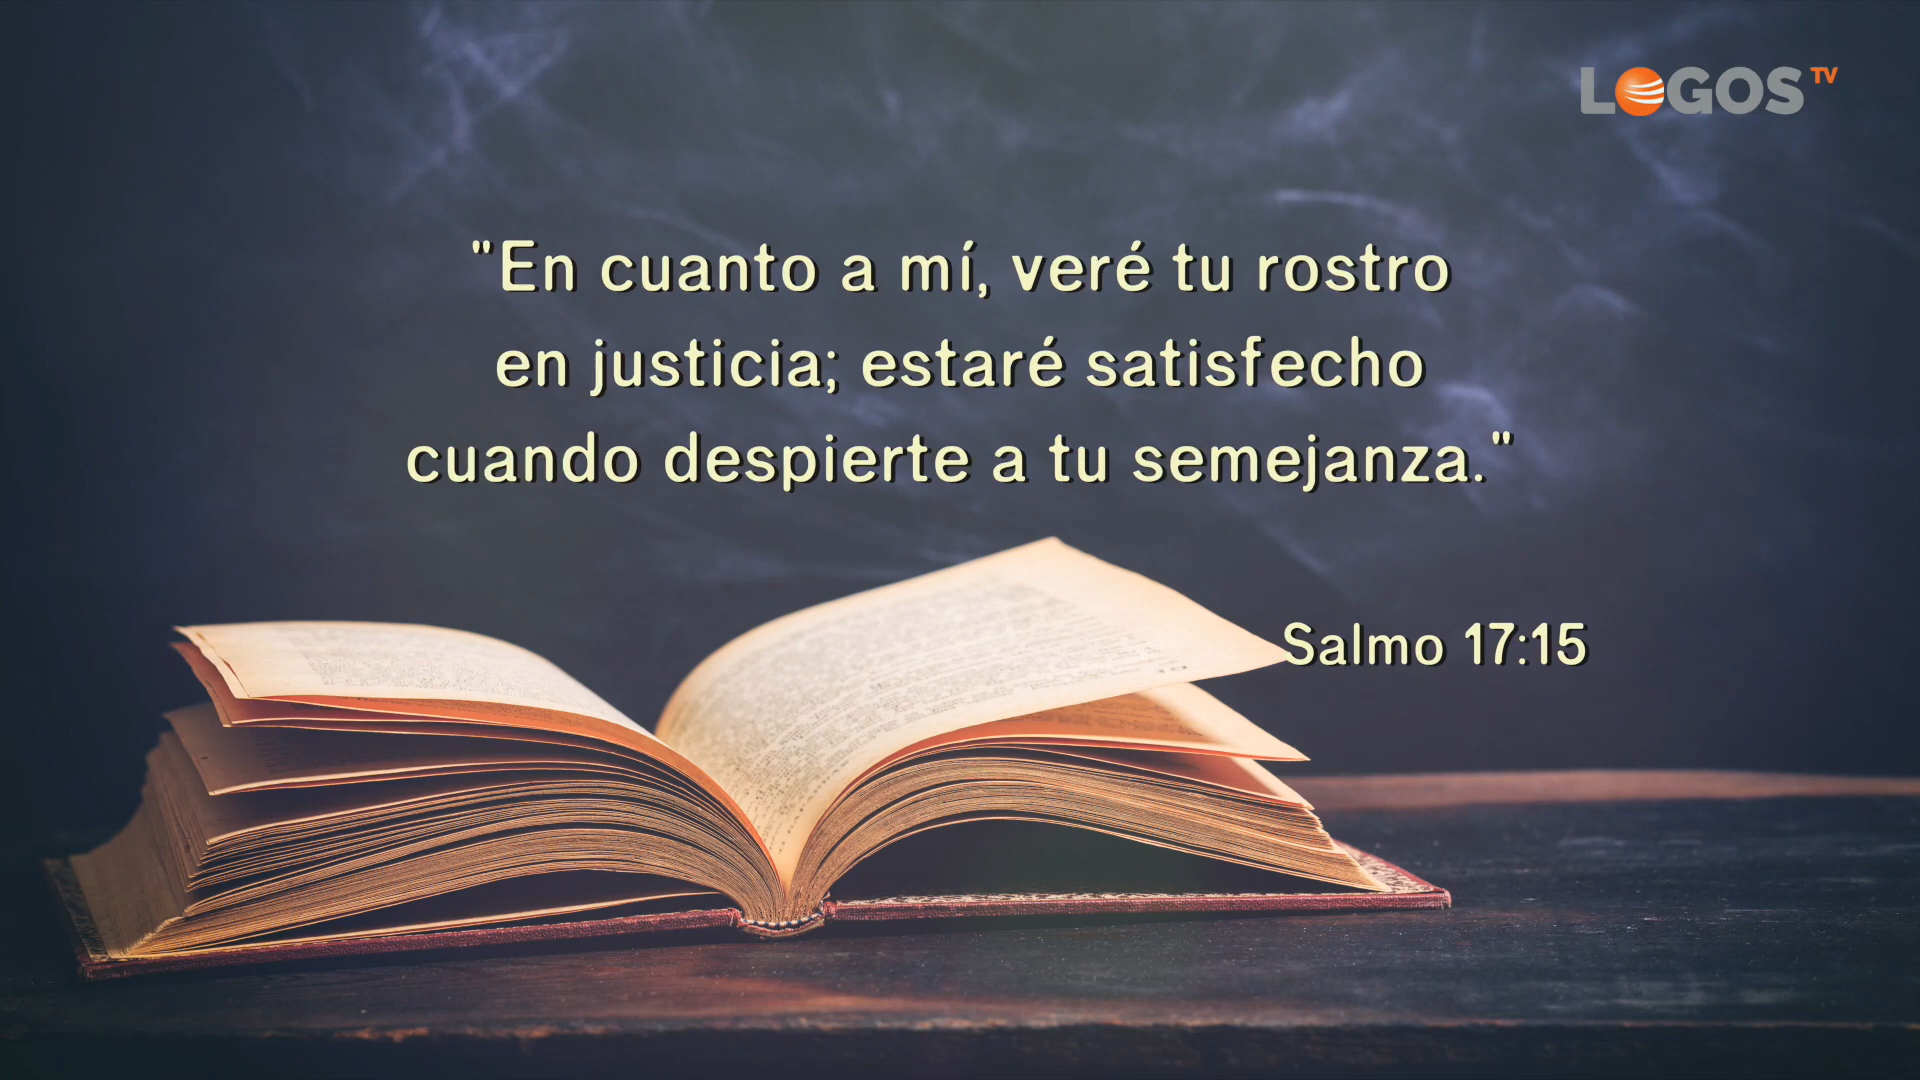 LOGOS TV
"En cuanto a mí, veré tu rostro
en justicia; estaré satisfecho
cuando despierte a tu semejanza."
Salmo 17:15